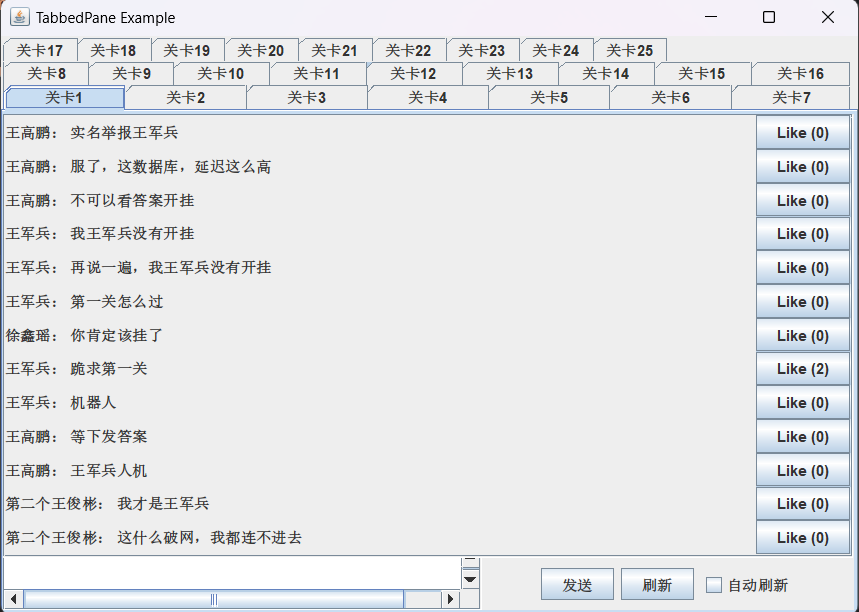 TabbedPane Example
关卡17 关卡18 关卡19 关卡20 关卡21 关卡22 关卡23 关卡24 关卡25
关卡8 关卡9 关卡10 关卡11 关卡12 关卡13 关卡14 关卡15 关卡16
关卡1 关卡2 关卡3 关卡4 关卡5 关卡6 关卡7
王高鹏： 实名举报王军兵 Like (0)
王高鹏： 服了，这数据库，延迟这么高 Like (0)
王高鹏： 不可以看答案开挂 Like (0)
王军兵： 我王军兵没有开挂 Like (0)
王军兵： 再说一遍，我王军兵没有开挂 Like (0)
王军兵： 第一关怎么过 Like (0)
徐鑫瑶： 你肯定该挂了 Like (0)
王军兵： 跪求第一关 Like (2)
王军兵： 机器人 Like (0)
王高鹏： 等下发答案 Like (0)
王高鹏： 王军兵人机 Like (0)
第二个王俊彬： 我才是王军兵 Like (0)
第二个王俊彬： 这什么破网，我都连不进去 Like (0)
发送 刷新 自动刷新